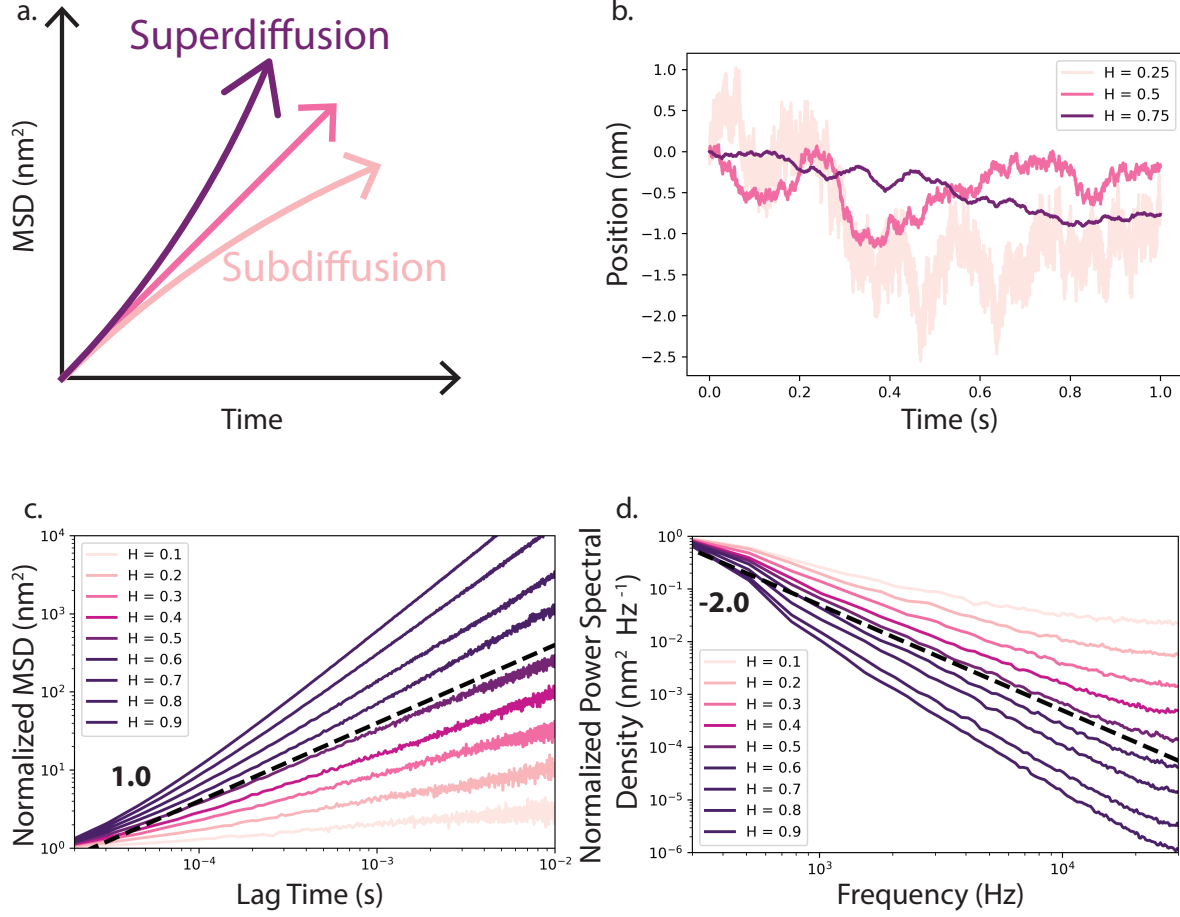 a.
Superdiffusion
Subdiffusion
MSD (nm²)
Time
b.
H = 0.25
H = 0.5
H = 0.75
1.0
0.5
0.0
−0.5
−1.0
−1.5
−2.0
−2.5
0.0 0.2 0.4 0.6 0.8 1.0
Position (nm)
Time (s)
c.
10⁴
10³
10²
10¹
10⁰
H = 0.1
H = 0.2
H = 0.3
H = 0.4
H = 0.5
H = 0.6
H = 0.7
H = 0.8
H = 0.9
1.0
10⁻⁴ 10⁻³ 10⁻²
Normalized MSD (nm²)
Lag Time (s)
d.
10⁰
10⁻¹
10⁻²
10⁻³
10⁻⁴
10⁻⁵
10⁻⁶
-2.0
H = 0.1
H = 0.2
H = 0.3
H = 0.4
H = 0.5
H = 0.6
H = 0.7
H = 0.8
H = 0.9
10³ 10⁴
Normalized Power Spectral
Density (nm² Hz⁻¹)
Frequency (Hz)